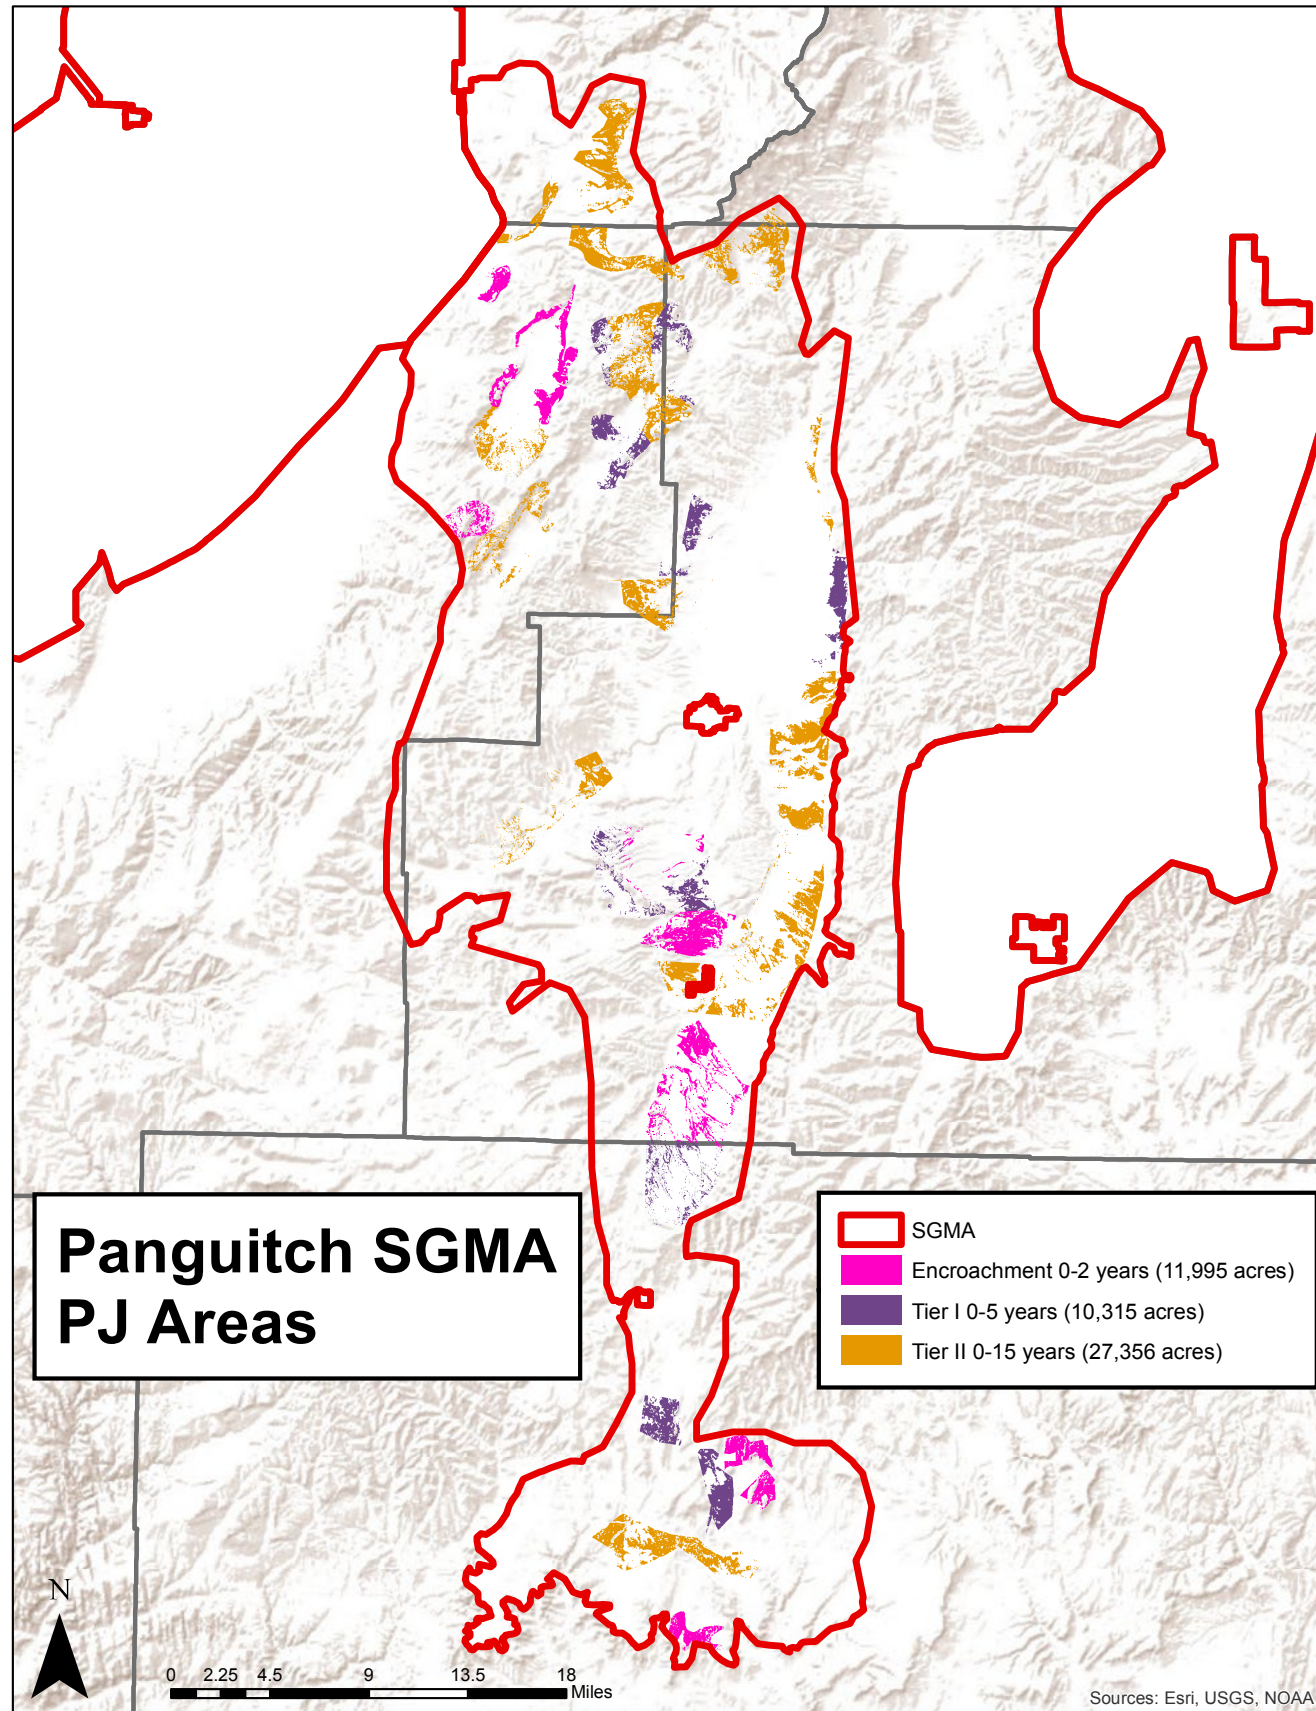 Panguitch SGMA
PJ Areas
SGMA
Encroachment 0-2 years (11,995 acres)
Tier I 0-5 years (10,315 acres)
Tier II 0-15 years (27,356 acres)
N
0 2.25 4.5 9 13.5 18
Miles
Sources: Esri, USGS, NOAA